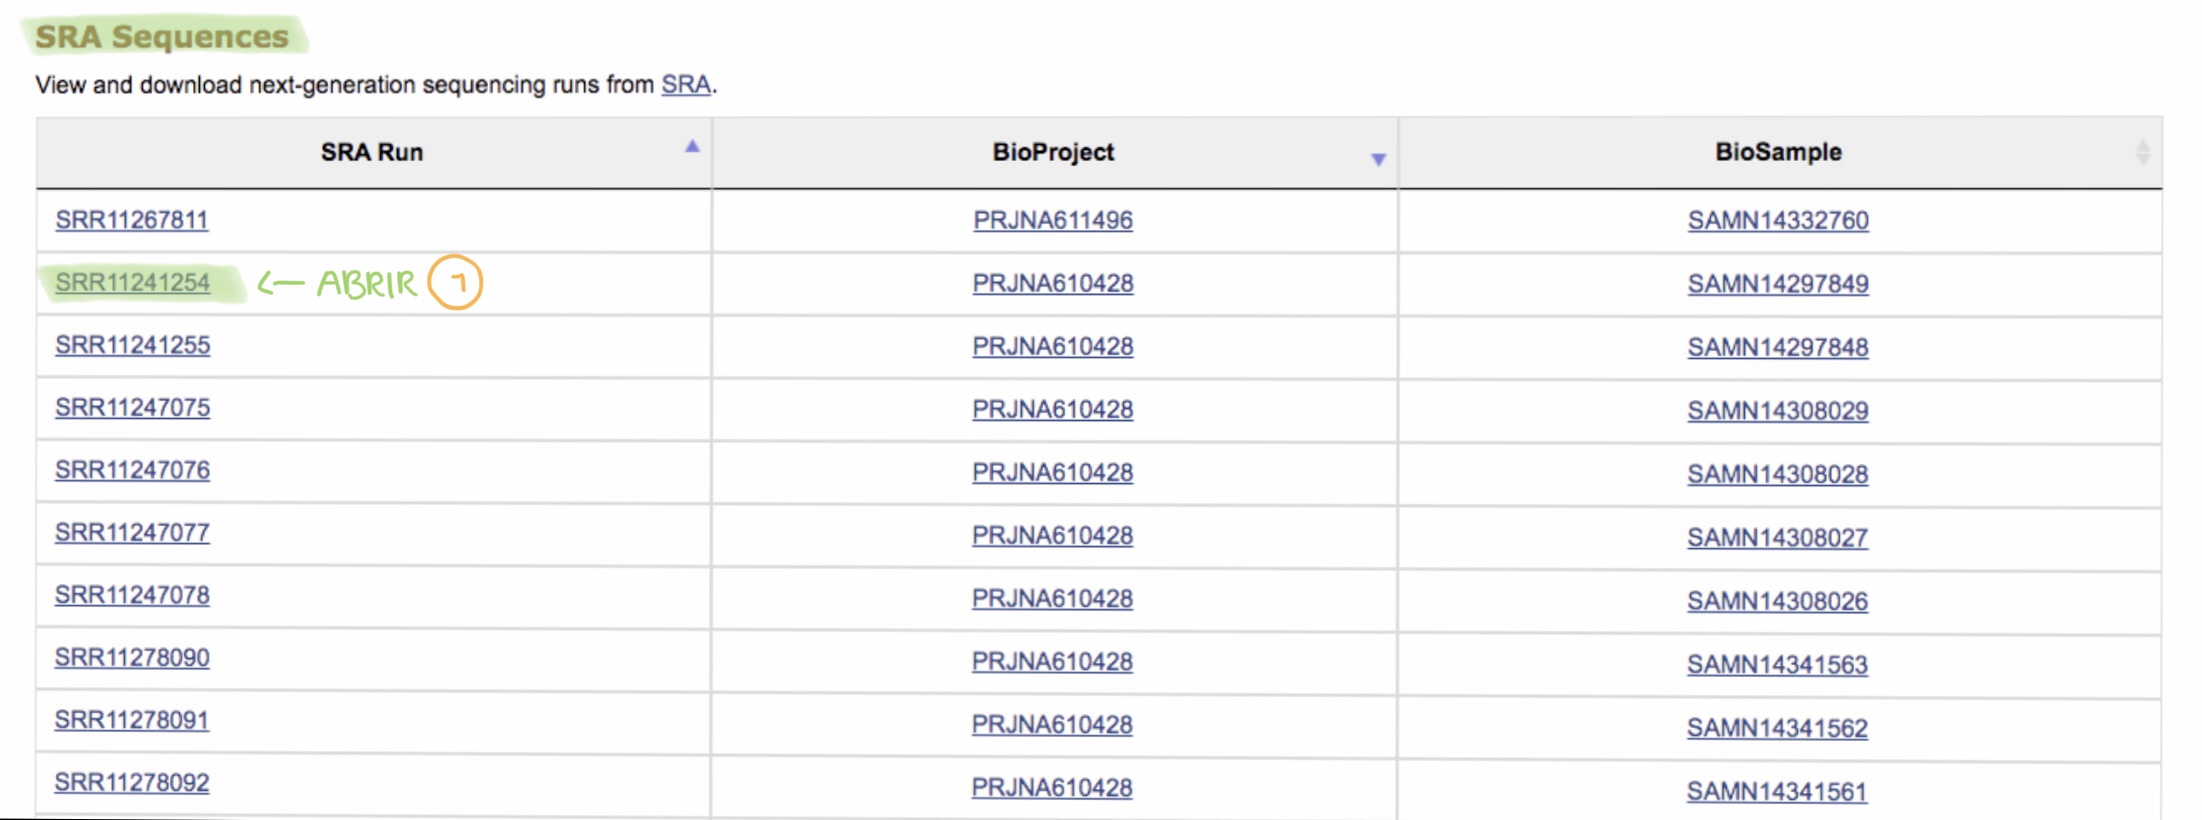 SRA Sequences
View and download next-generation sequencing runs from SRA.
SRA Run BioProject BioSample
SRR11267811 PRJNA611496 SAMN14332760
SRR11241254 ← ABRIR 1 PRJNA610428 SAMN14297849
SRR11241255 PRJNA610428 SAMN14297848
SRR11247075 PRJNA610428 SAMN14308029
SRR11247076 PRJNA610428 SAMN14308028
SRR11247077 PRJNA610428 SAMN14308027
SRR11247078 PRJNA610428 SAMN14308026
SRR11278090 PRJNA610428 SAMN14341563
SRR11278091 PRJNA610428 SAMN14341562
SRR11278092 PRJNA610428 SAMN14341561